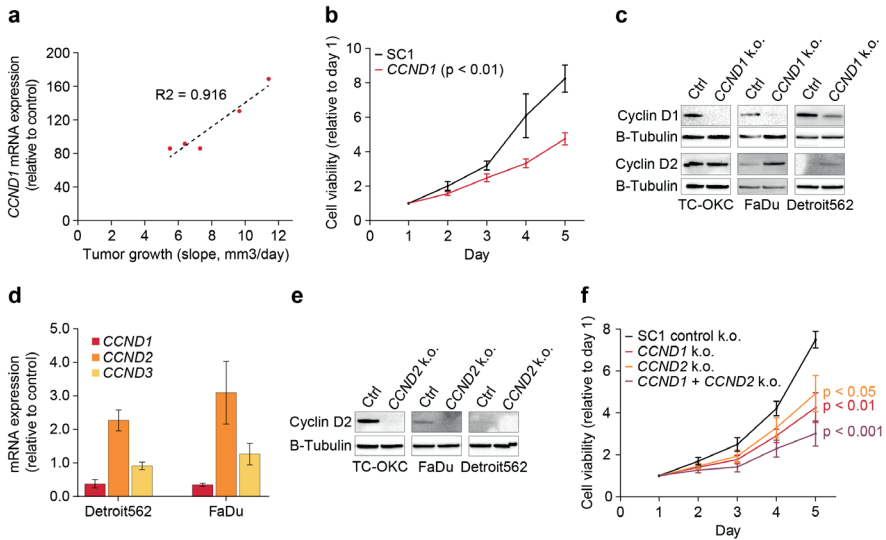 a
CCND1 mRNA expression
(relative to control)
200
160
120
80
40
0
R2 = 0.916
0 2 4 6 8 10 12 14
Tumor growth (slope, mm3/day)
b
Cell viability (relative to day 1)
10
8
6
4
2
0
SC1
CCND1 (p < 0.01)
0 1 2 3 4 5
Day
c
Ctrl CCND1 k.o. Ctrl CCND1 k.o. Ctrl CCND1 k.o.
Cyclin D1
B-Tubulin
Cyclin D2
B-Tubulin
TC-OKC FaDu Detroit562
d
mRNA expression
(relative to control)
5.0
4.0
3.0
2.0
1.0
0.0
CCND1
CCND2
CCND3
Detroit562 FaDu
e
Ctrl CCND2 k.o. Ctrl CCND2 k.o. Ctrl CCND2 k.o.
Cyclin D2
B-Tubulin
TC-OKC FaDu Detroit562
f
Cell viability (relative to day 1)
8
6
4
2
0
SC1 control k.o.
CCND1 k.o.
CCND2 k.o.
CCND1 + CCND2 k.o.
p < 0.05
p < 0.01
p < 0.001
0 1 2 3 4 5
Day